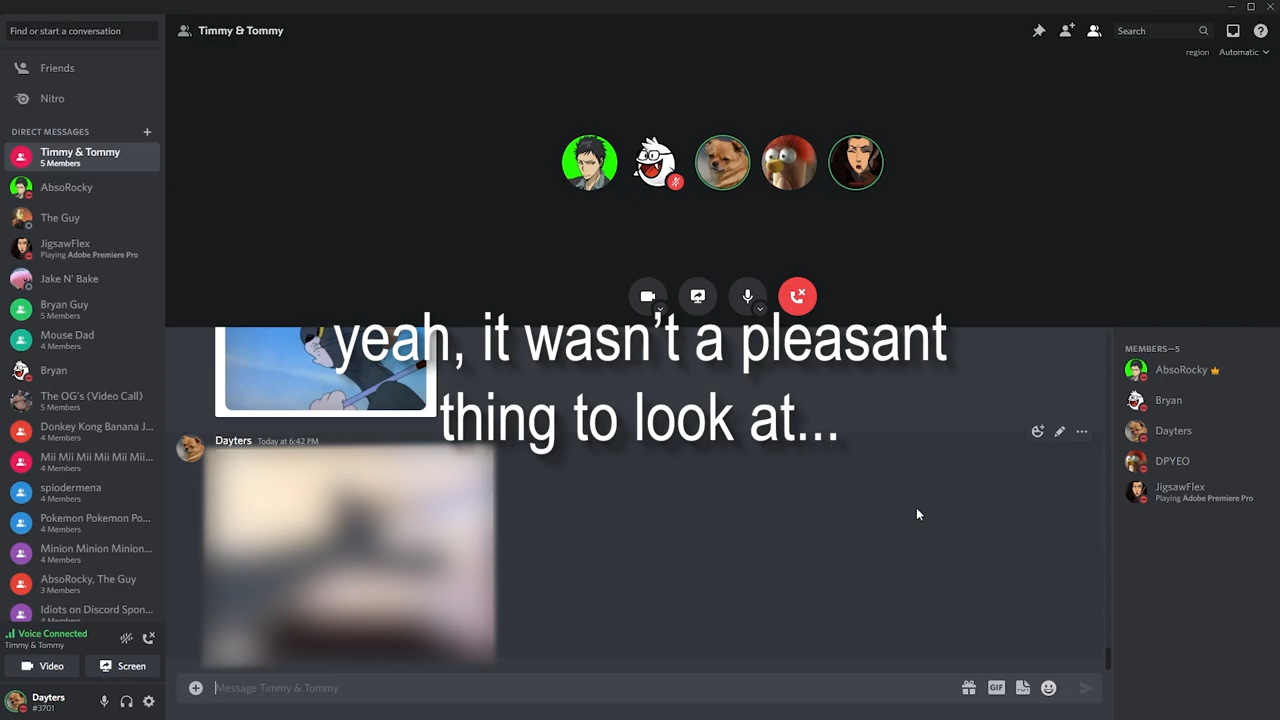 Find or start a conversation
Friends
Nitro
DIRECT MESSAGES
Timmy & Tommy
5 Members
AbsoRocky
The Guy
JigsawFlex
Playing Adobe Premiere Pro
Jake N' Bake
Bryan Guy
5 Members
Mouse Dad
4 Members
Bryan
The OG's (Video Call)
5 Members
Donkey Kong Banana J...
4 Members
Mii Mii Mii Mii Mii Mii...
4 Members
spiodermena
4 Members
Pokemon Pokemon Po...
4 Members
Minion Minion Minion...
4 Members
AbsoRocky, The Guy
3 Members
Idiots on Discord Spon...
4 Members
Voice Connected
Timmy & Tommy
Video
Screen
Dayters
#3701
Timmy & Tommy
Search
region
Automatic
yeah, it wasn't a pleasant
thing to look at...
Dayters Today at 6:42 PM
Message Timmy & Tommy
GIF
MEMBERS—5
AbsoRocky
Bryan
Dayters
DPYEO
JigsawFlex
Playing Adobe Premiere Pro